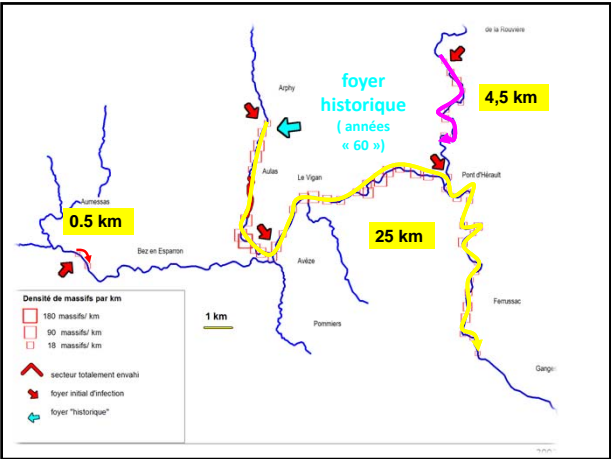 de la Rouvière
foyer
historique
( années
« 60 »)
Arphy
4,5 km
Aulas
Le Vigan
Pont d'Hérault
Aumessas
0.5 km
Bez en Esparron
25 km
Avèze
Ferrussac
Pommiers
Ganges
1 km
Densité de massifs par km
180 massifs/ km
90 massifs/ km
18 massifs/ km
secteur totalement envahi
foyer initial d'infection
foyer "historique"